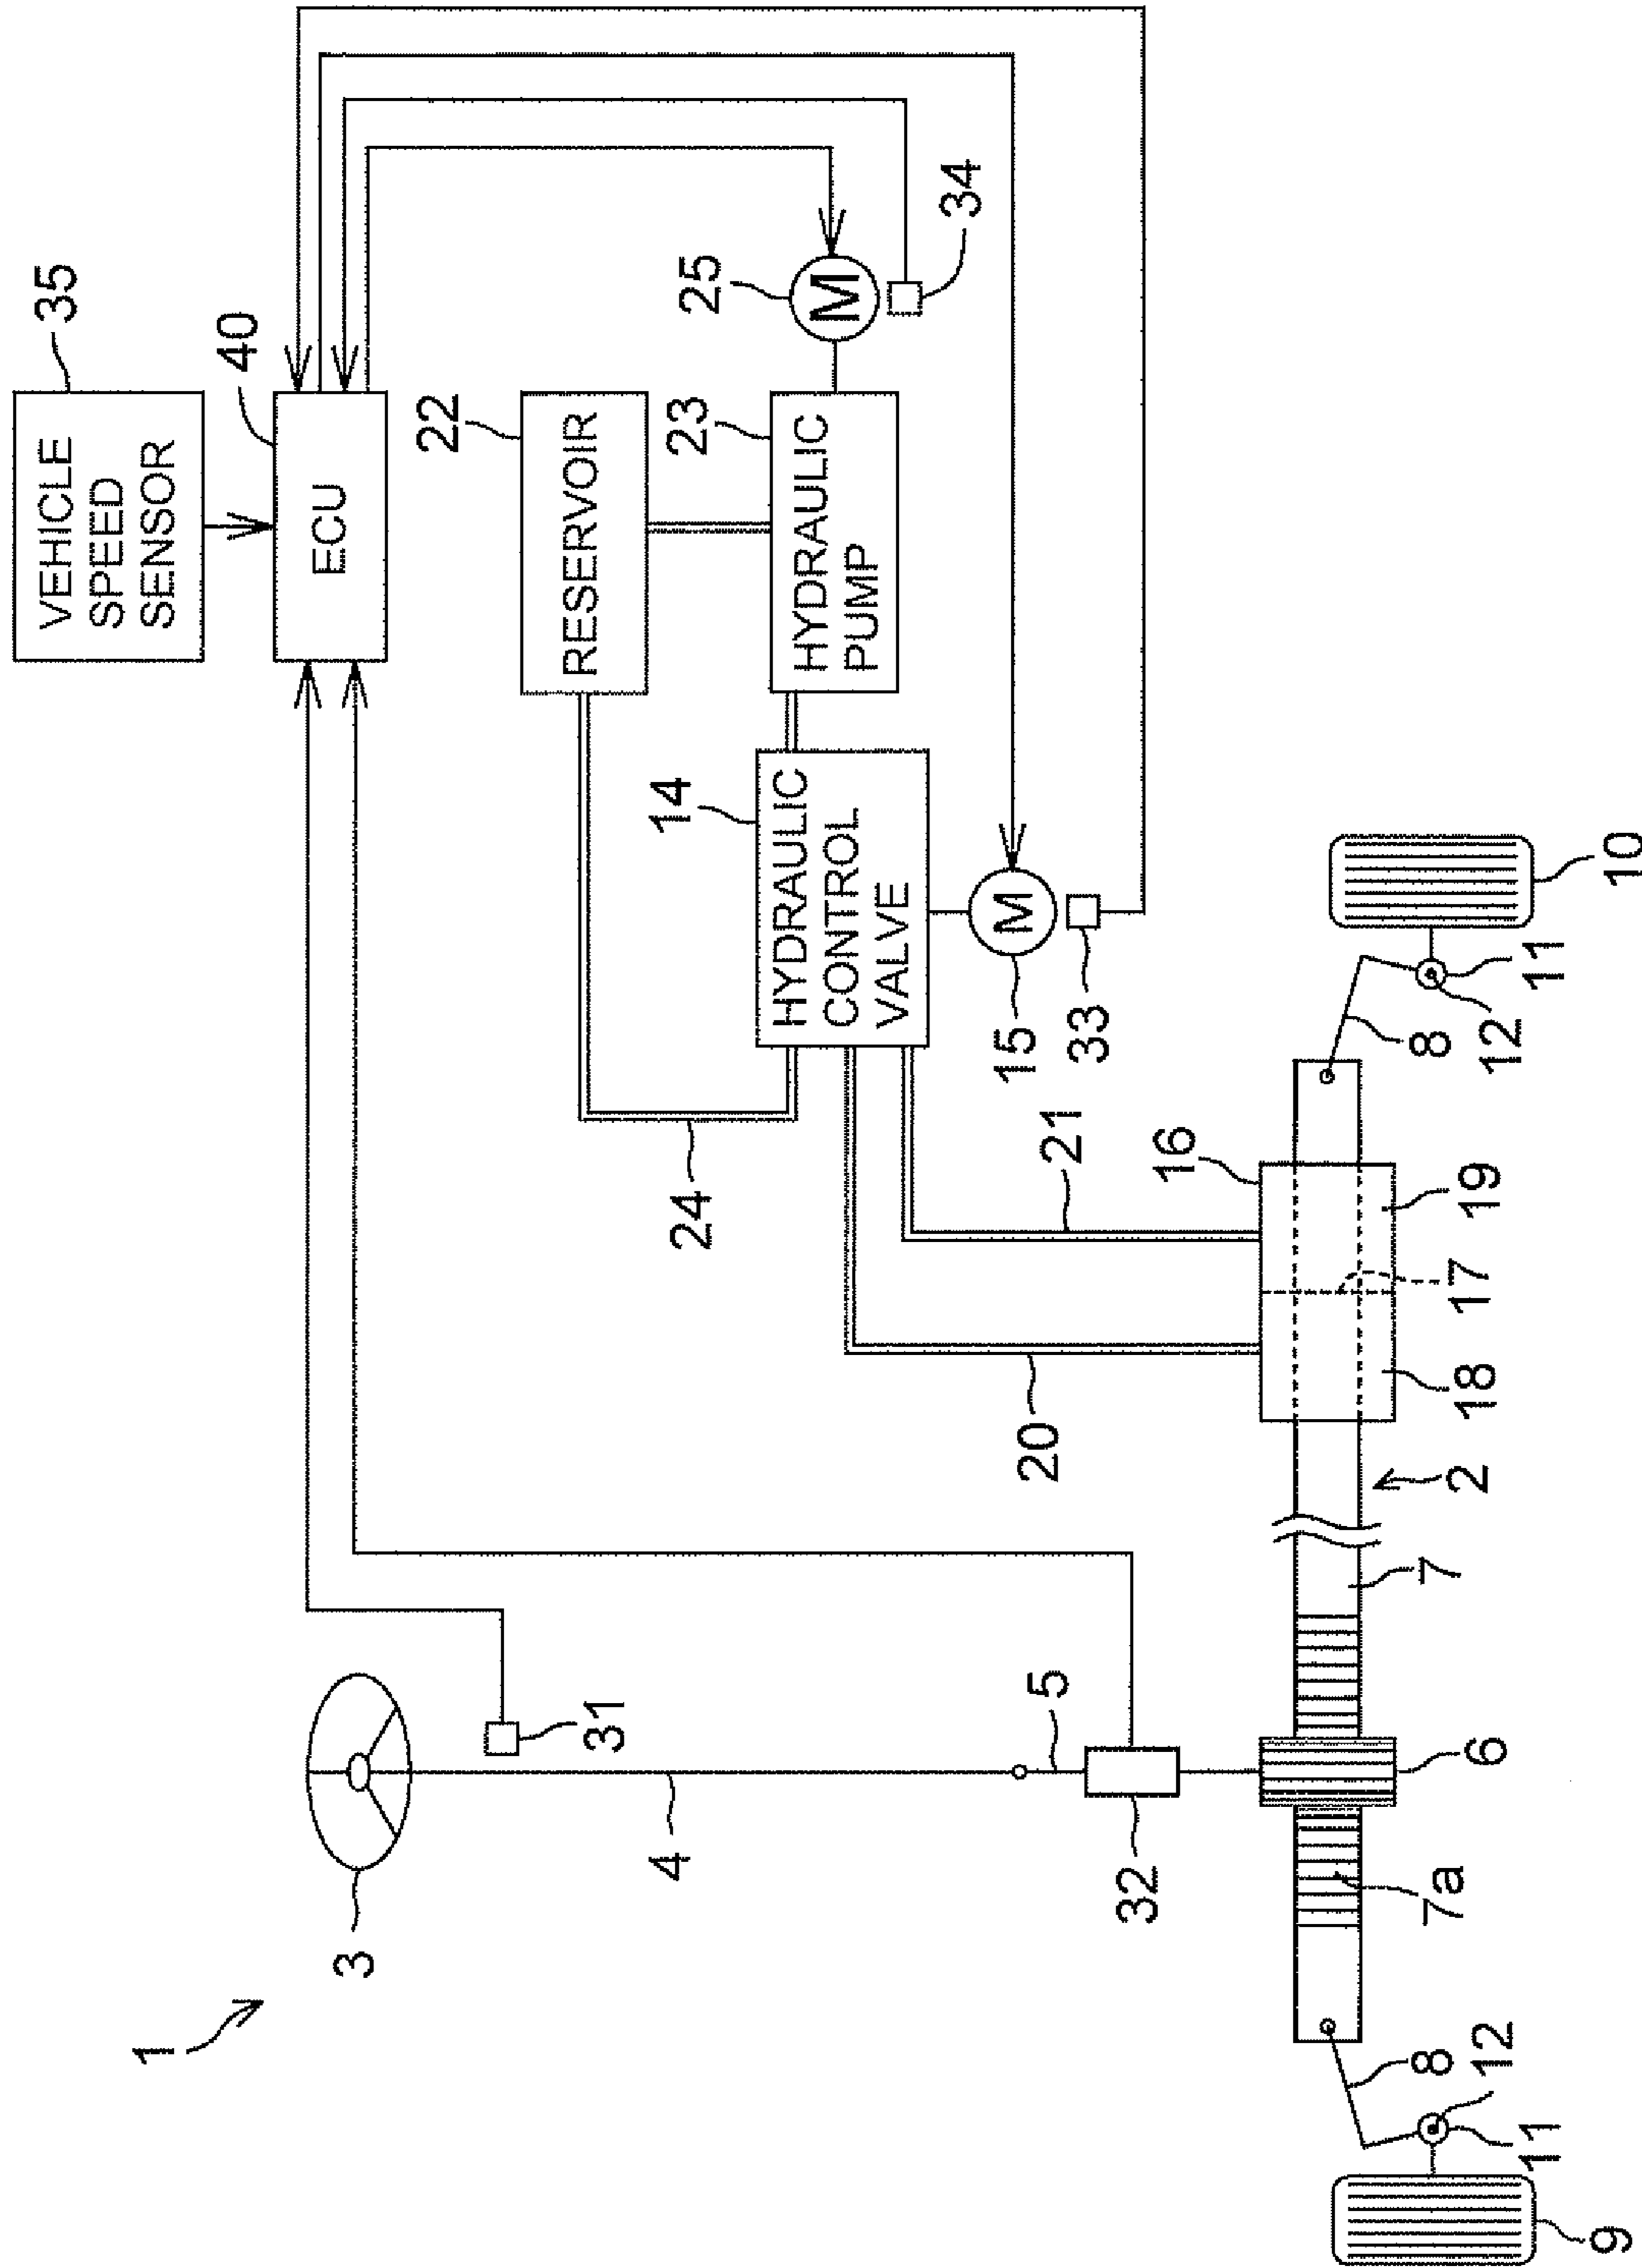 1
3
31
4
5
32
35
VEHICLE
SPEED
SENSOR
40
ECU
22
RESERVOIR
24
14
HYDRAULIC
CONTROL
VALVE
23
HYDRAULIC
PUMP
25
M
34
15
M
33
20
21
16
18
17
19
2
7
7a
6
8
12
11
9
8
12
11
10